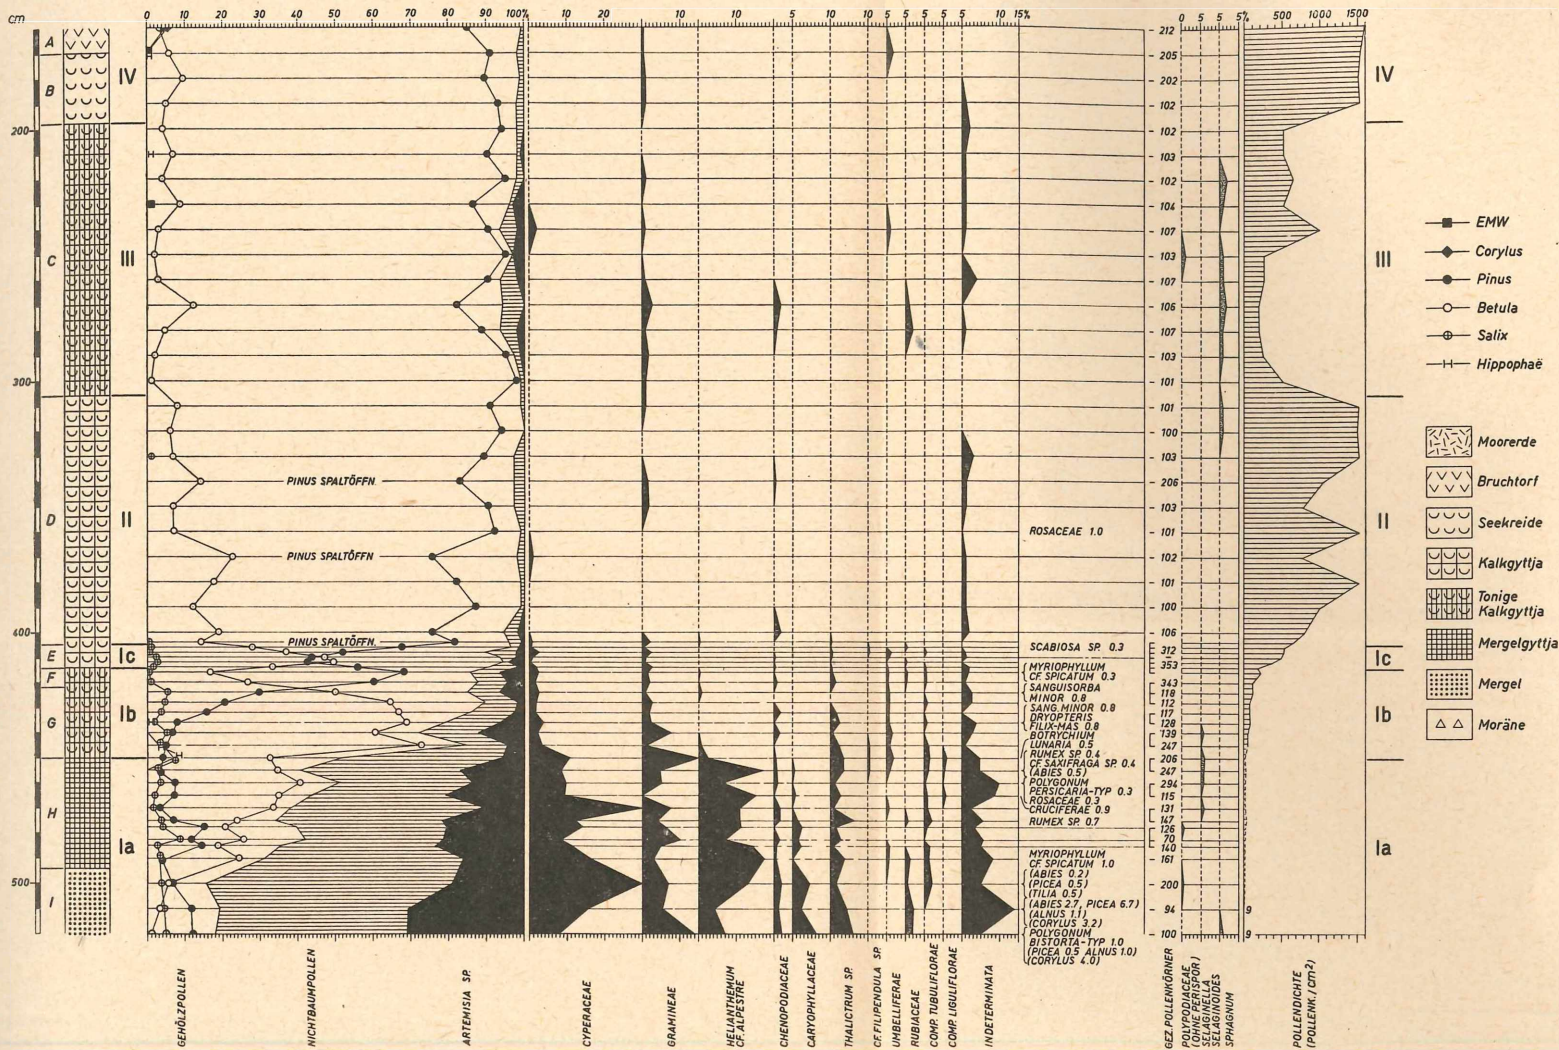 cm
0 10 20 30 40 50 60 70 80 90 100% 10 20 10 10 5 10 5 10 5 5 5 5 5 10 15%
0 5 5 5% 500 1000 1500
A
B
C
D
E
F
G
H
I
200
300
400
500
IV
III
II
Ic
Ib
Ia
PINUS SPALTÖFFN.
PINUS SPALTÖFFN
PINUS SPALTÖFFN.
ROSACEAE 1.0
SCABIOSA SP. 0.3
MYRIOPHYLLUM
CF. SPICATUM 0.3
SANGUISORBA
MINOR 0.8
SANG. MINOR 0.8
DRYOPTERIS
FILIX-MAS 0.8
BOTRYCHIUM
LUNARIA 0.5
RUMEX SP. 0.4
CF. SAXIFRAGA SP. 0.4
(ABIES 0.5)
POLYGONUM
PERSICARIA-TYP 0.3
ROSACEAE 0.3
CRUCIFERAE 0.9
RUMEX SP. 0.7
MYRIOPHYLLUM
CF. SPICATUM 1.0
(ABIES 0.2)
(PICEA 0.5)
(TILIA 0.5)
(ABIES 2.7, PICEA 6.7)
(ALNUS 1.1)
(CORYLUS 3.2)
POLYGONUM
BISTORTA-TYP 1.0
(PICEA 0.5 ALNUS 1.0)
(CORYLUS 4.0)
212
205
202
102
102
103
102
104
107
103
107
106
107
103
101
101
100
103
206
103
101
102
101
100
106
312
353
343
118
112
117
128
139
247
206
247
294
115
131
147
126
70
140
161
200
94
100
9
9
IV
III
II
Ic
Ib
Ia
EMW
Corylus
Pinus
Betula
Salix
Hippophaë
Moorerde
Bruchtorf
Seekreide
Kalkgyttja
Tonige
Kalkgyttja
Mergelgyttja
Mergel
Moräne
GEHÖLZPOLLEN
NICHTBAUMPOLLEN
ARTEMISIA SP.
CYPERACEAE
GRAMINEAE
HELIANTHEMUM
CF. ALPESTRE
CHENOPODIACEAE
CARYOPHYLLACEAE
THALICTRUM SP.
CF. FILIPENDULA SP.
UMBELLIFERAE
RUBIACEAE
COMP. TUBULIFLORAE
COMP. LIGULIFLORAE
INDETERMINATA
GEZ. POLLENKÖRNER
POLYPODIACEAE
(OHNE PERISPOR)
SELAGINELLA
SELAGINOIDES
SPHAGNUM
POLLENDICHTE
(POLLENK./cm²)